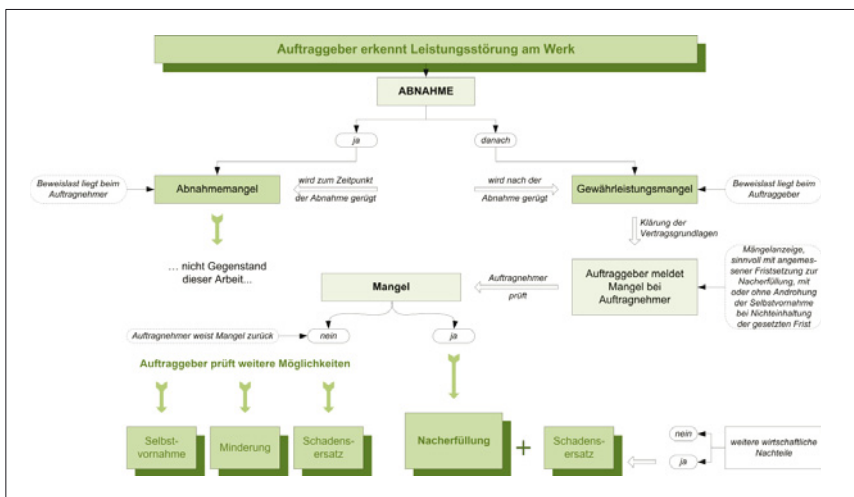 Auftraggeber erkennt Leistungsstörung am Werk
ABNAHME
ja
danach
Beweislast liegt beim
Auftragnehmer
Abnahmemangel
wird zum Zeitpunkt
der Abnahme gerügt
wird nach der
Abnahme gerügt
Gewährleistungsmangel
Beweislast liegt beim
Auftraggeber
Klärung der
Vertragsgrundlagen
... nicht Gegenstand
dieser Arbeit...
Mangel
Auftragnehmer
prüft
Auftraggeber meldet
Mangel bei
Auftragnehmer
Mängelanzeige,
sinnvoll mit angemes-
sener Fristsetzung zur
Nacherfüllung, mit
oder ohne Androhung
der Selbstvornahme
bei Nichteinhaltung
der gesetzten Frist
Auftragnehmer weist Mangel zurück
nein
ja
Auftraggeber prüft weitere Möglichkeiten
Selbst-
vornahme
Minderung
Schadens-
ersatz
Nacherfüllung
+
Schadens-
ersatz
nein
ja
weitere wirtschaftliche
Nachteile